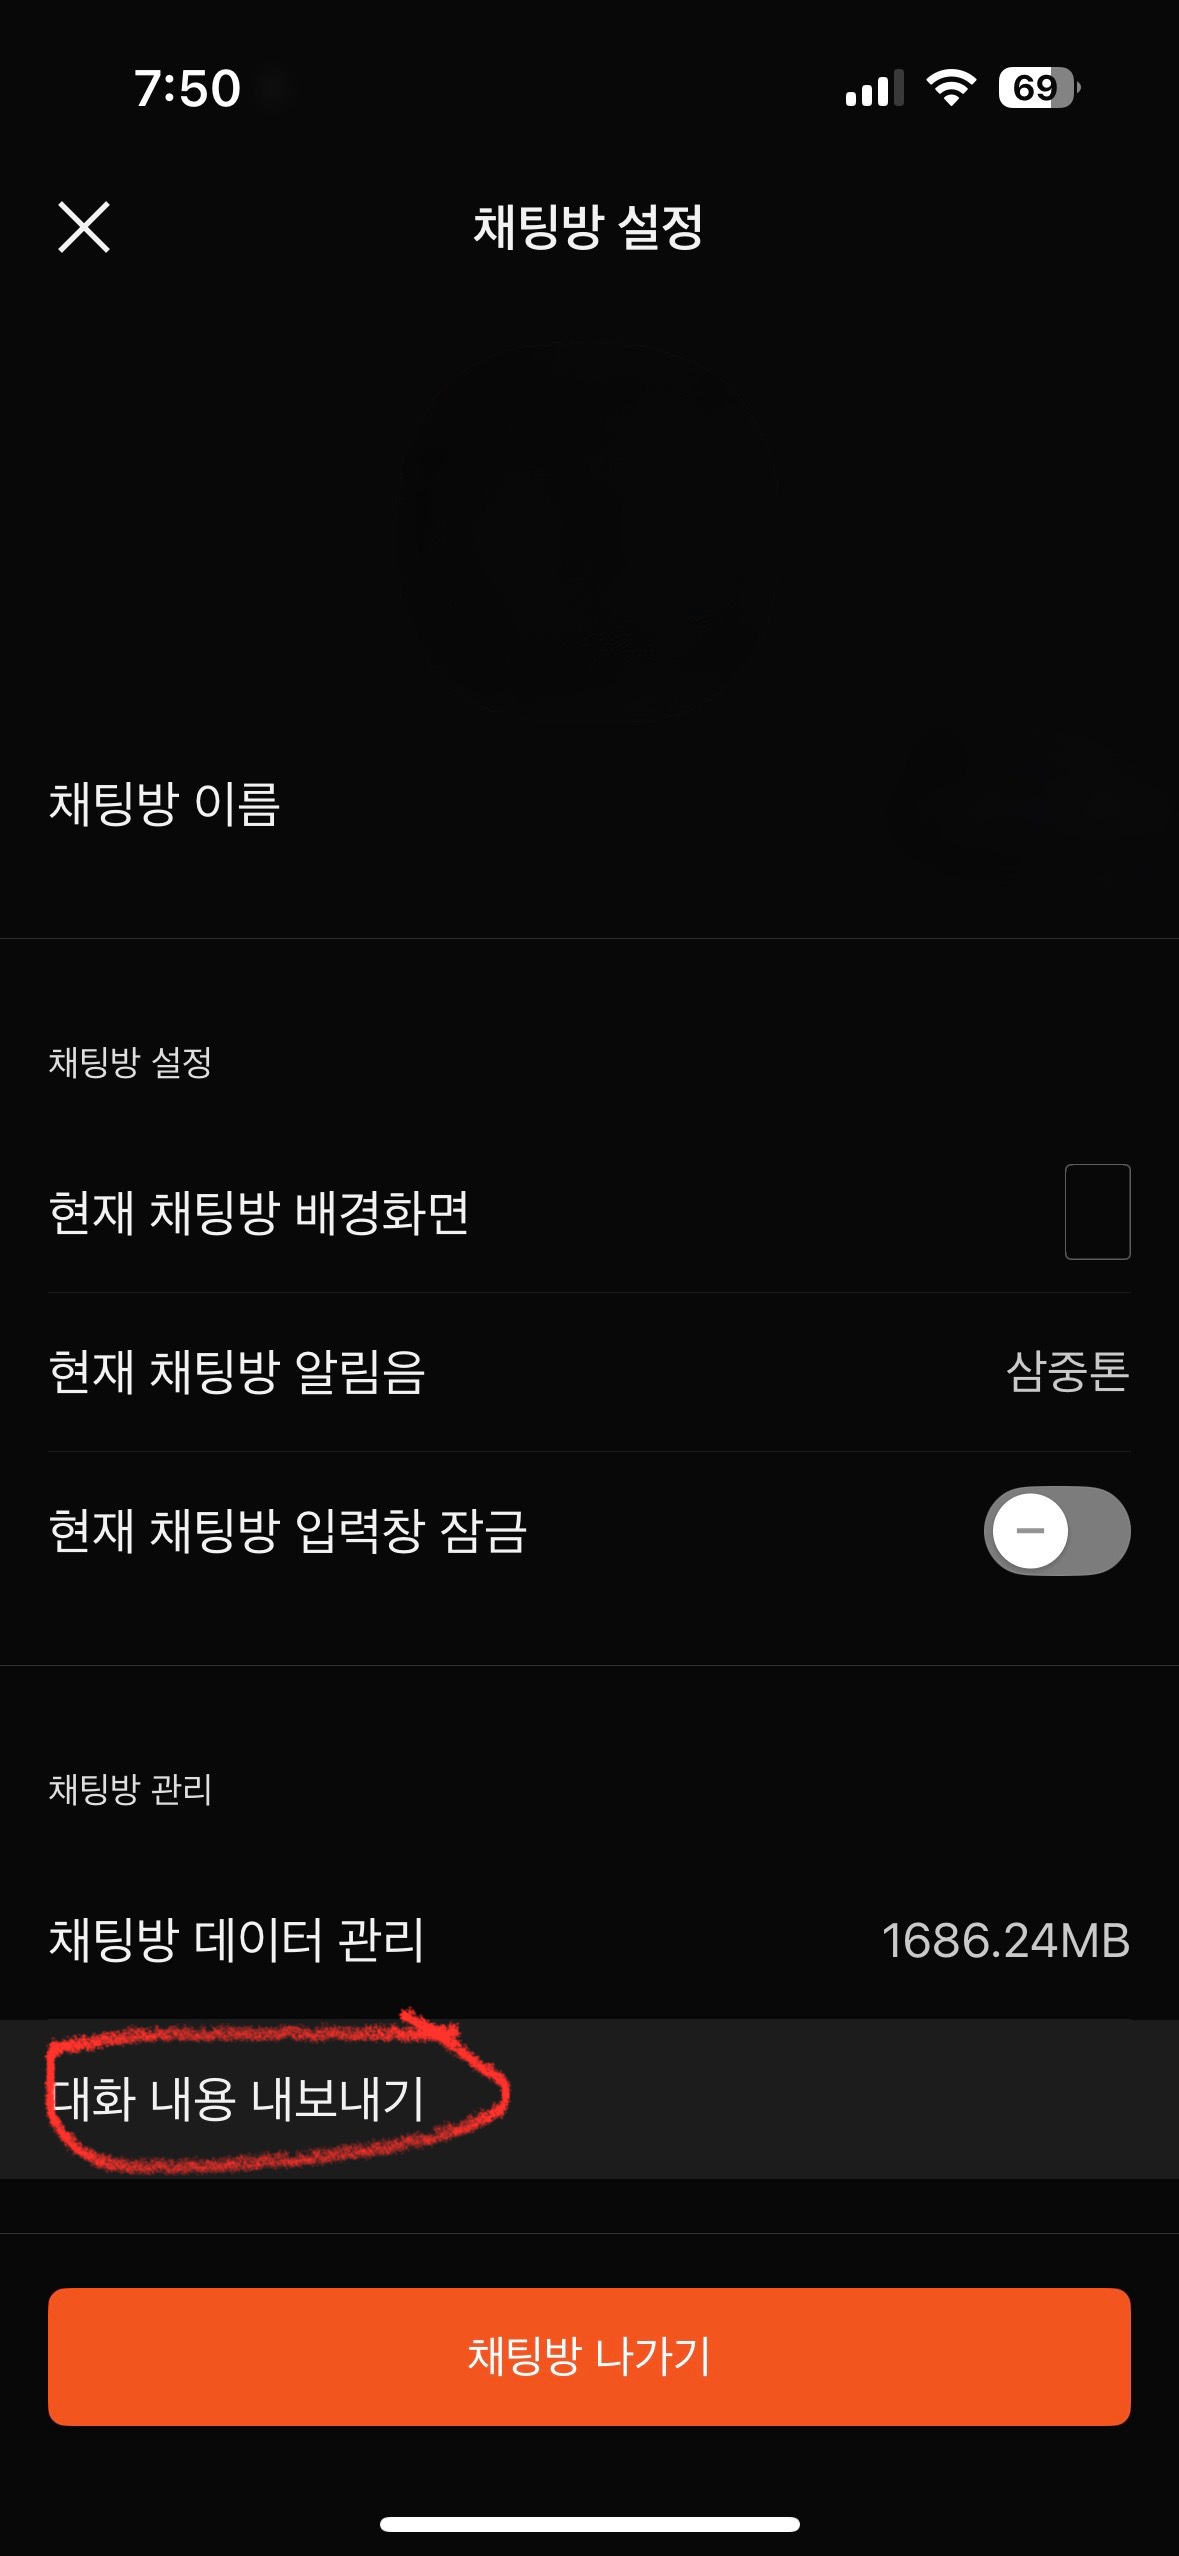 7:50
69
채팅방 설정
채팅방 이름
채팅방 설정
현재 채팅방 배경화면
현재 채팅방 알림음 삼중톤
현재 채팅방 입력창 잠금
채팅방 관리
채팅방 데이터 관리 1686.24MB
대화 내용 내보내기
채팅방 나가기